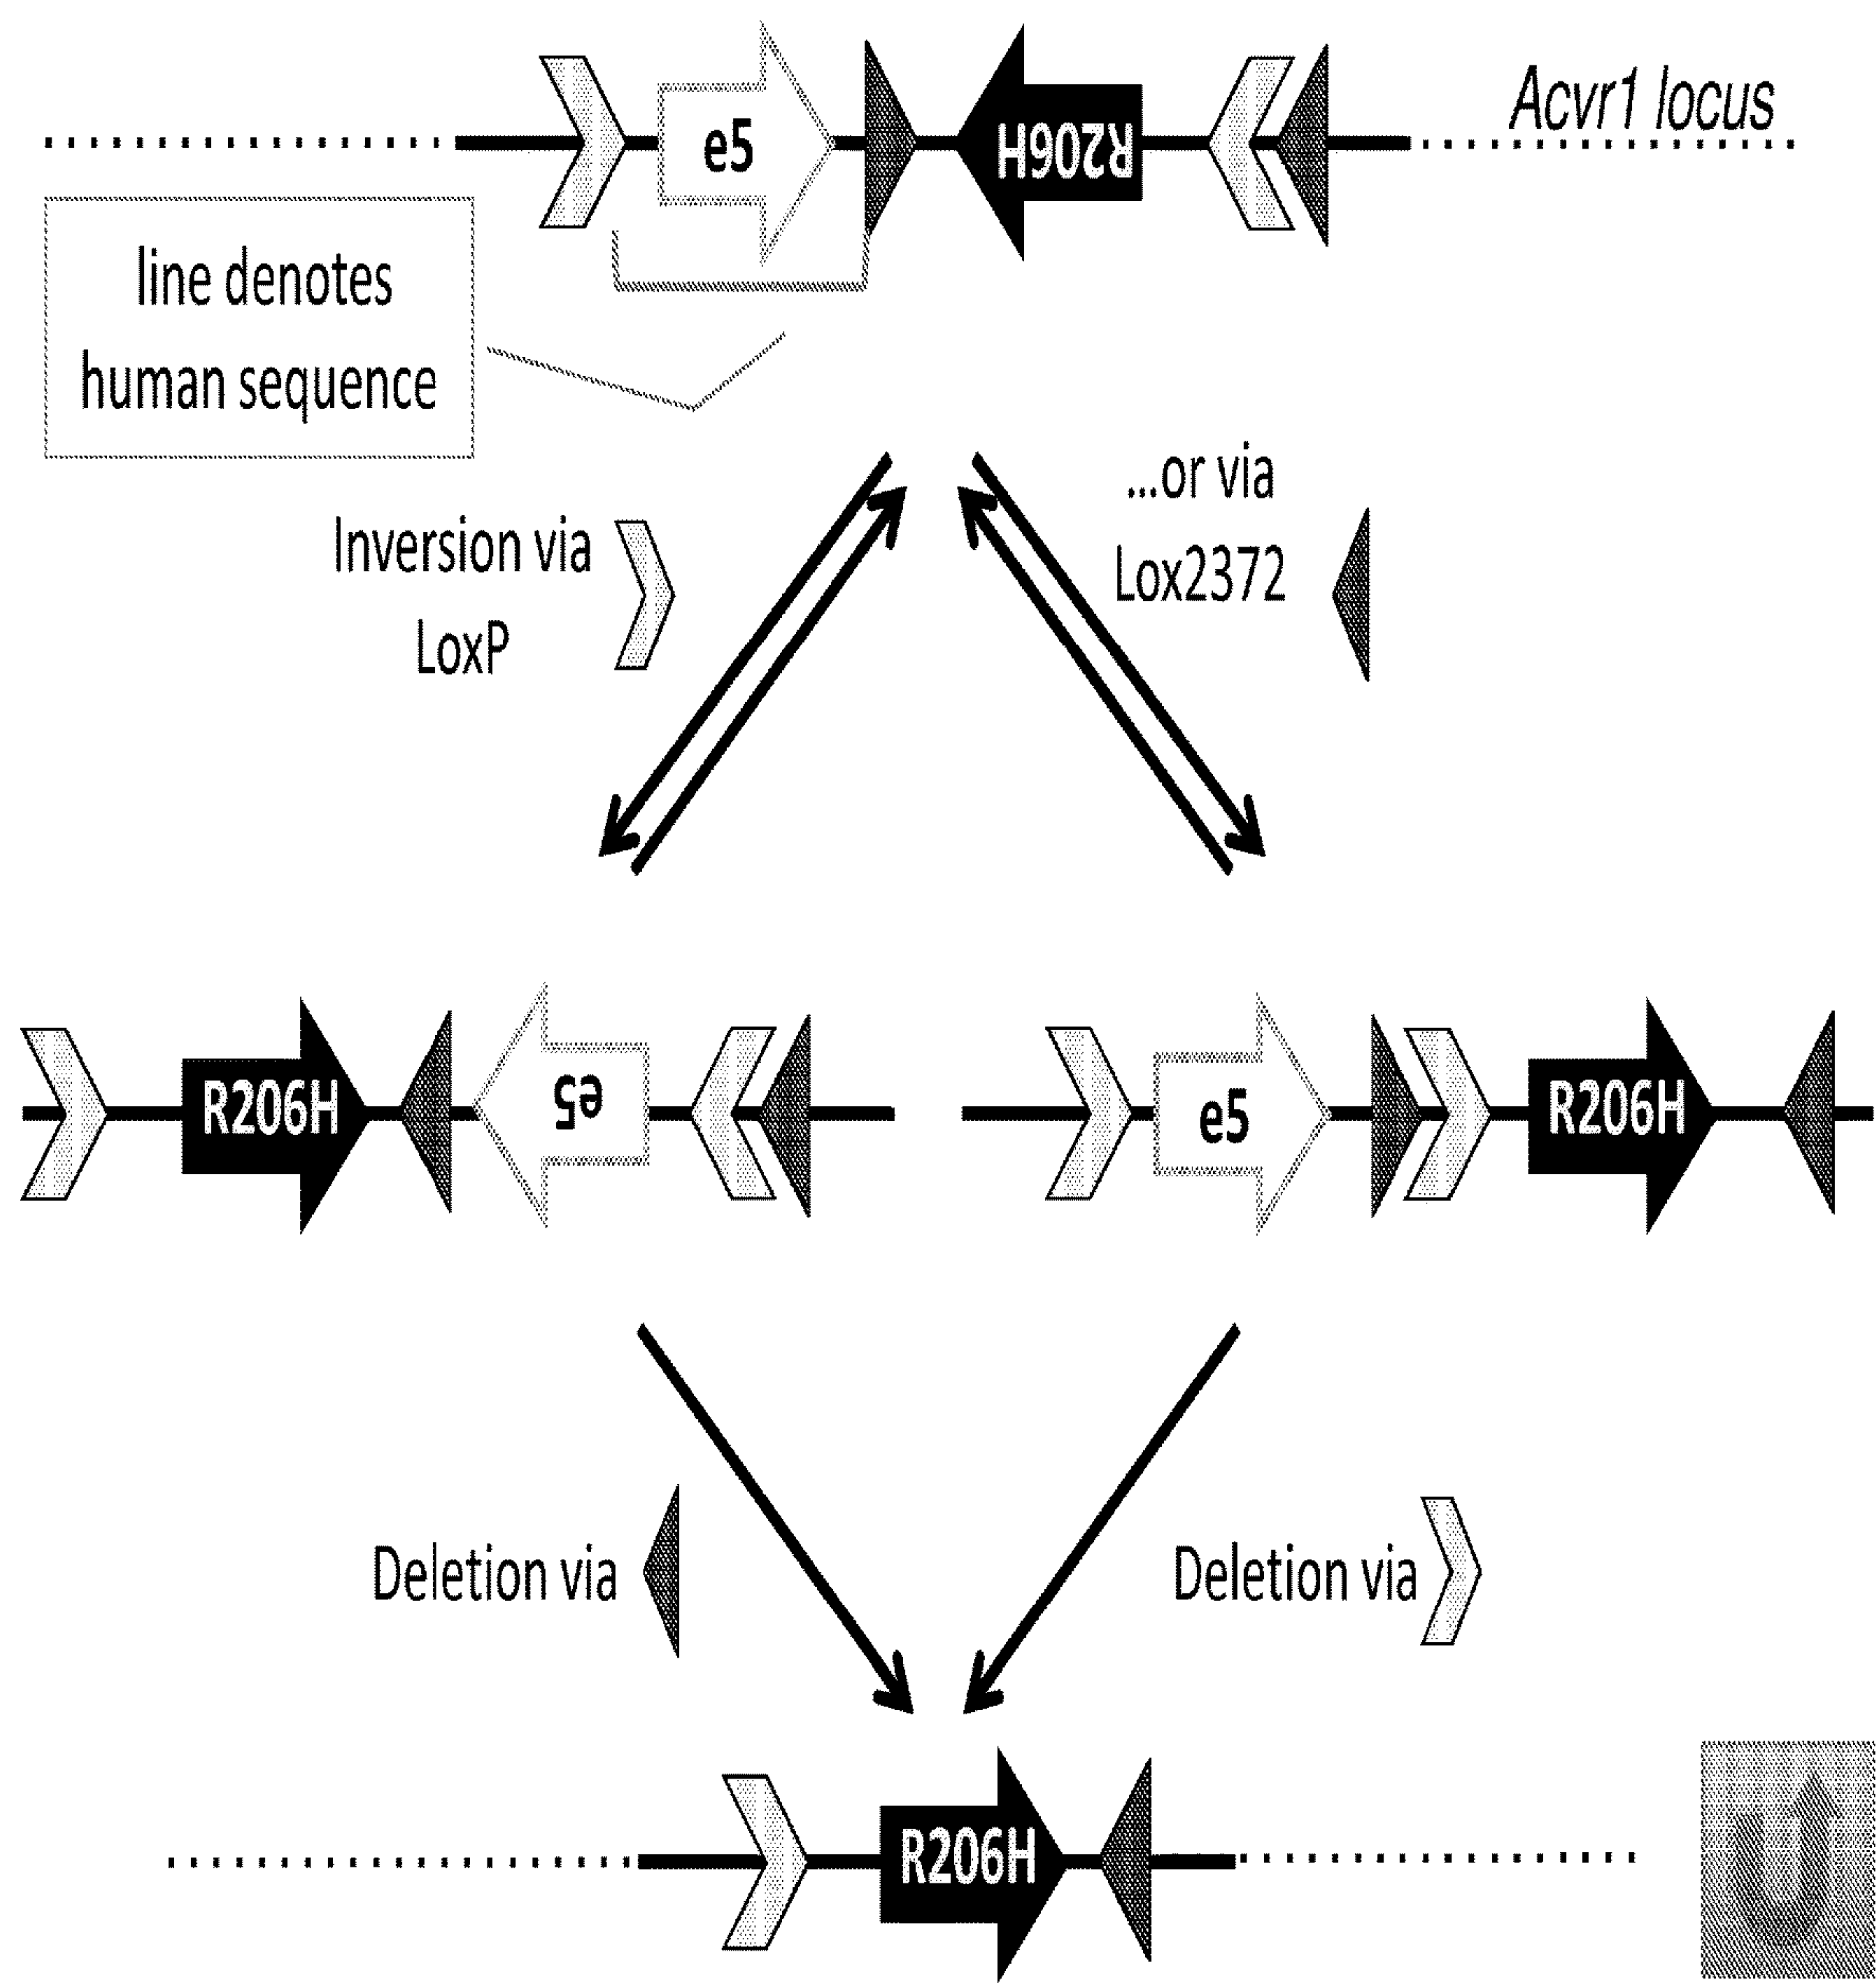 Acvr1 locus
e5
R206H
line denotes
human sequence
Inversion via
LoxP
...or via
Lox2372
R206H
e5
e5
R206H
Deletion via
Deletion via
R206H